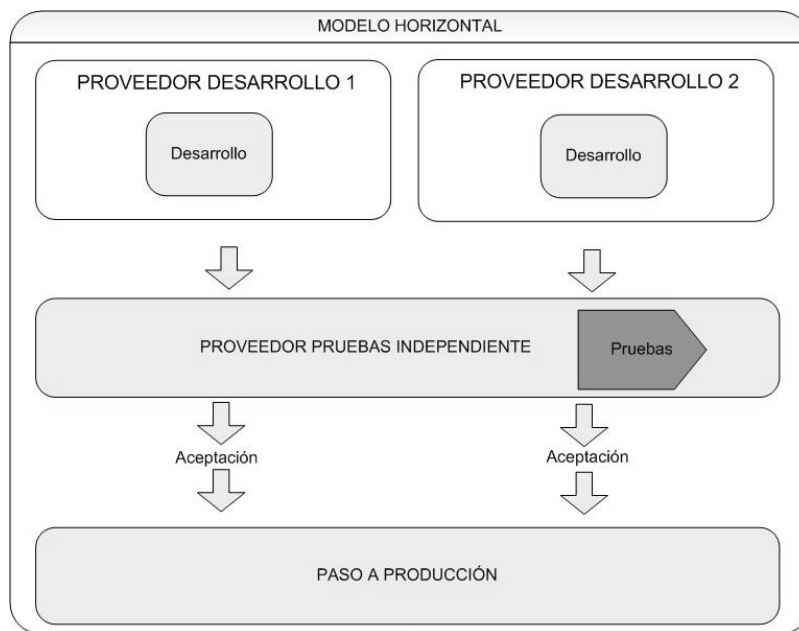 MODELO HORIZONTAL
PROVEEDOR DESARROLLO 1
PROVEEDOR DESARROLLO 2
Desarrollo
Desarrollo
PROVEEDOR PRUEBAS INDEPENDIENTE
Pruebas
Aceptación
Aceptación
PASO A PRODUCCIÓN